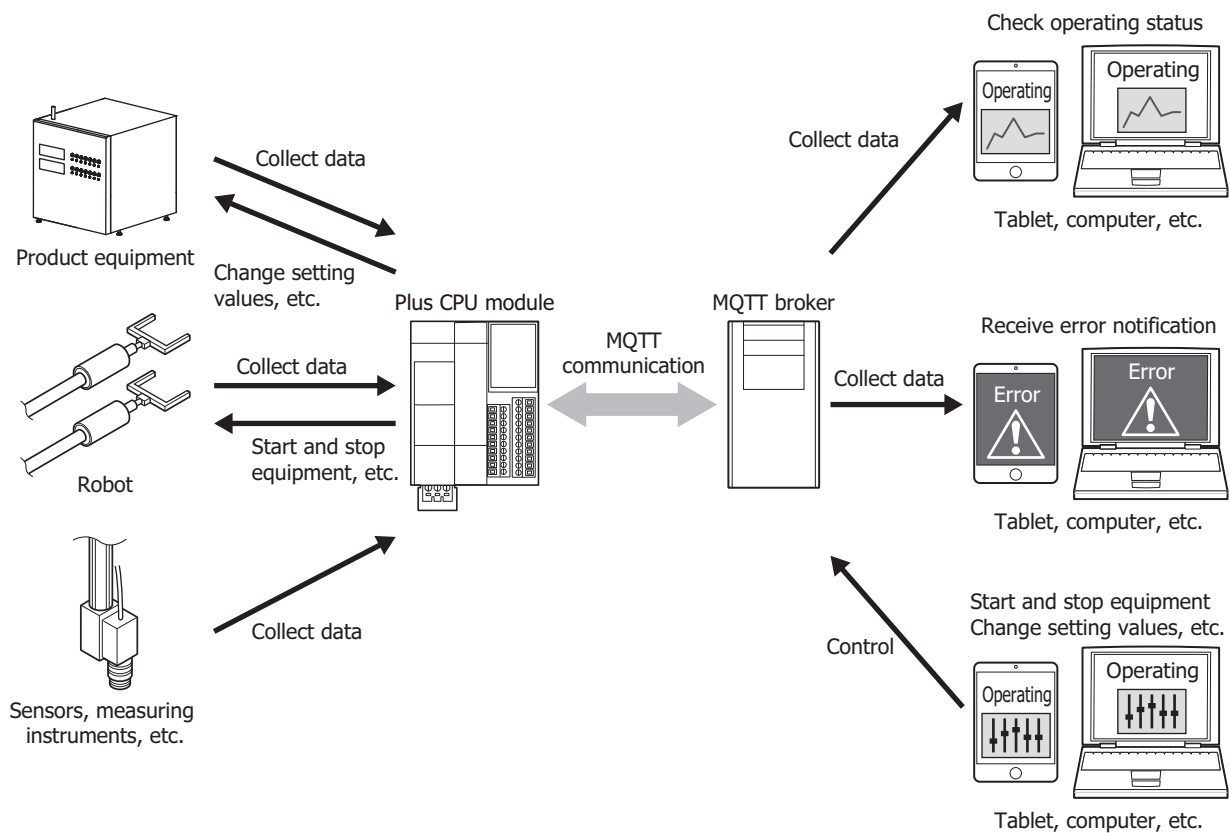 Check operating status
Operating
Operating
Collect data
Collect data
Tablet, computer, etc.
Product equipment
Change setting
values, etc.
Plus CPU module
MQTT broker
MQTT
communication
Receive error notification
Collect data
Collect data
Error
Error
Start and stop
equipment, etc.
Robot
Tablet, computer, etc.
Start and stop equipment
Change setting values, etc.
Collect data
Control
Operating
Operating
Sensors, measuring
instruments, etc.
Tablet, computer, etc.